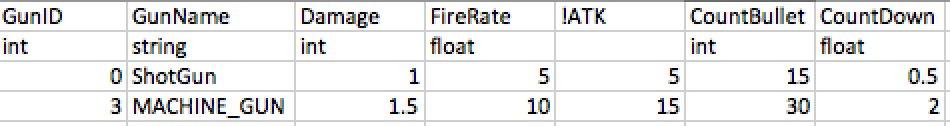 GunID GunName Damage FireRate !ATK CountBullet CountDown
int string int float int float
0 ShotGun 1 5 5 15 0.5
3 MACHINE_GUN 1.5 10 15 30 2